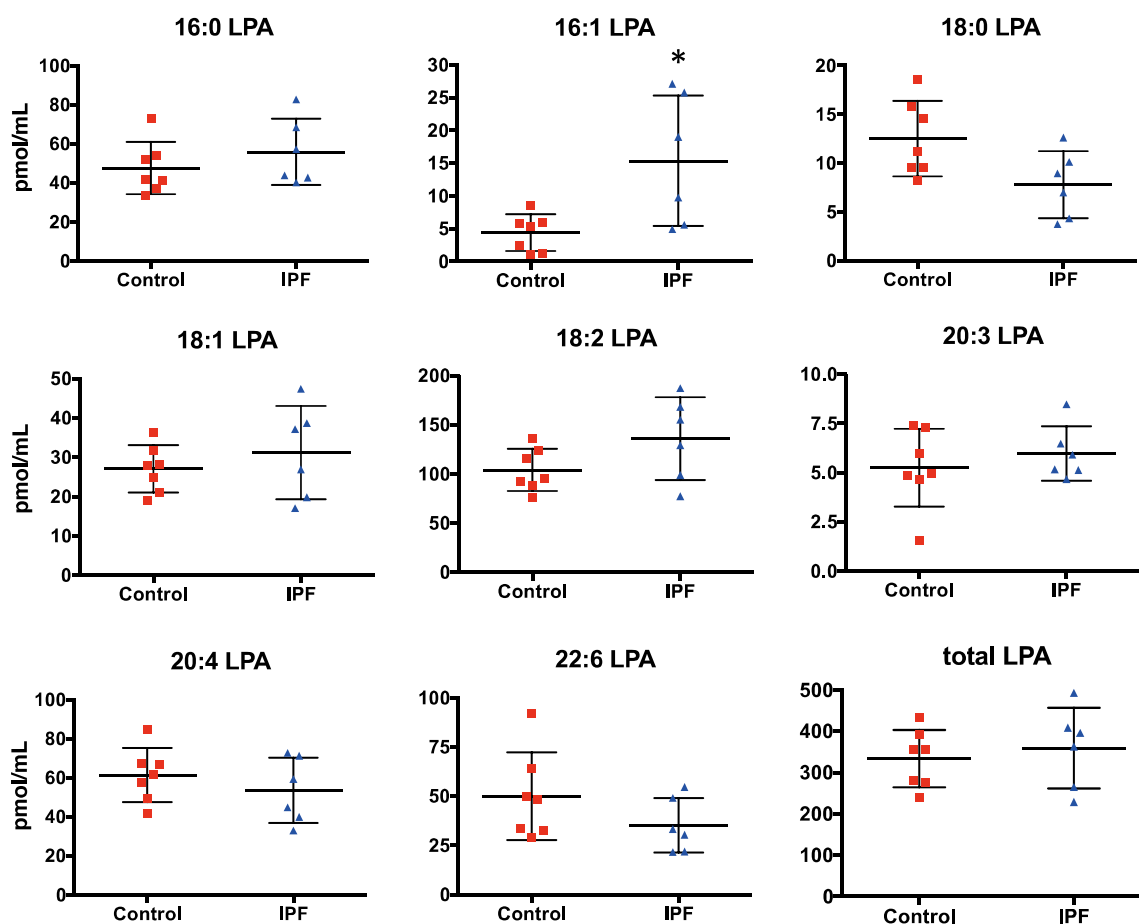 16:0 LPA
pmol/mL
100
80
60
40
20
0
Control IPF
16:1 LPA
*
30
25
20
15
10
5
0
Control IPF
18:0 LPA
20
15
10
5
0
Control IPF
18:1 LPA
pmol/mL
50
40
30
20
10
0
Control IPF
18:2 LPA
200
150
100
50
0
Control IPF
20:3 LPA
10.0
7.5
5.0
2.5
0.0
Control IPF
20:4 LPA
pmol/mL
100
80
60
40
20
0
Control IPF
22:6 LPA
100
75
50
25
0
Control IPF
total LPA
500
400
300
200
100
0
Control IPF